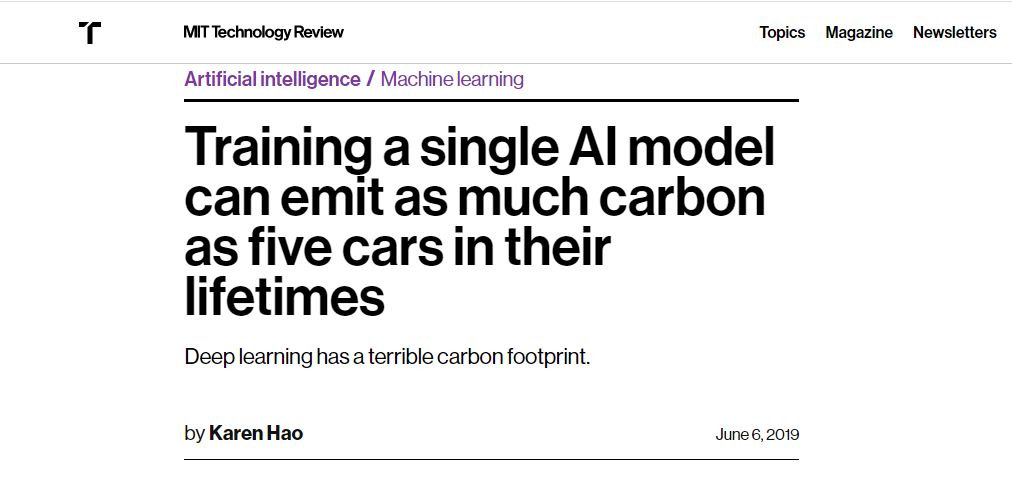 MIT Technology Review
Topics Magazine Newsletters
Artificial intelligence / Machine learning
Training a single AI model
can emit as much carbon
as five cars in their
lifetimes
Deep learning has a terrible carbon footprint.
by Karen Hao
June 6, 2019